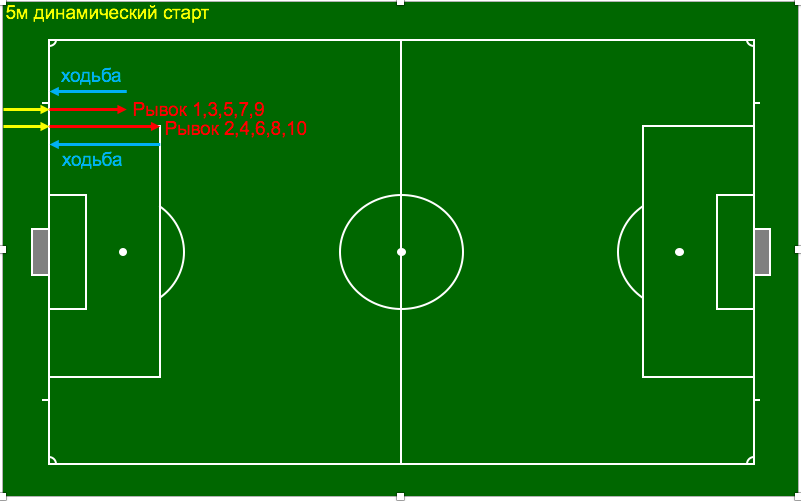 5м динамический старт
ходьба
Рывок 1,3,5,7,9
Рывок 2,4,6,8,10
ходьба